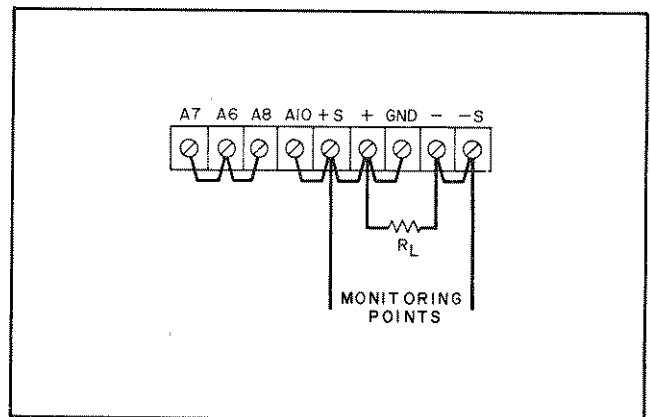 A7 A6 A8 A10 +S + GND - -S
RL
MONITORING
POINTS